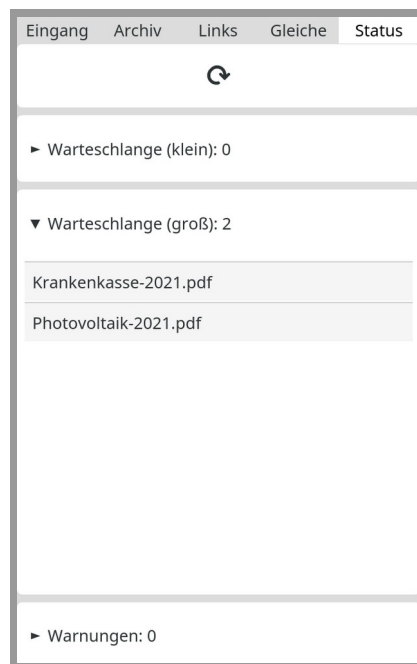 Eingang Archiv Links Gleiche Status
⟳
► Warteschlange (klein): 0
▼ Warteschlange (groß): 2
Krankenkasse-2021.pdf
Photovoltaik-2021.pdf
► Warnungen: 0